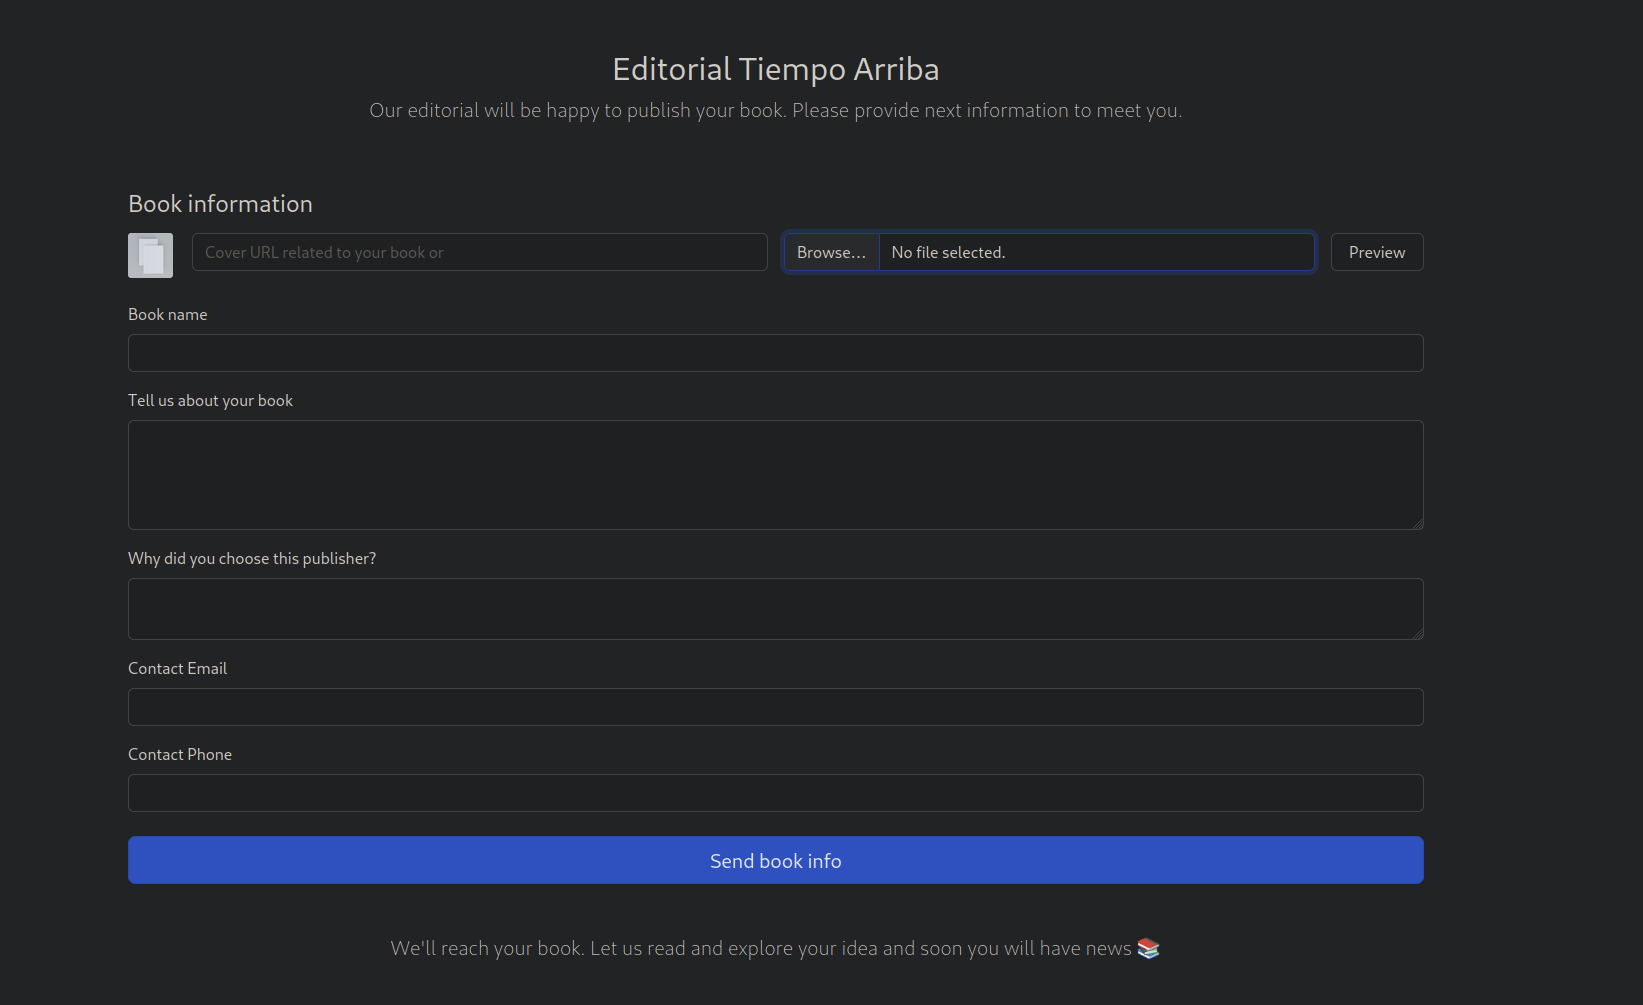 Editorial Tiempo Arriba
Our editorial will be happy to publish your book. Please provide next information to meet you.
Book information
Cover URL related to your book or
Browse...
No file selected.
Preview
Book name
Tell us about your book
Why did you choose this publisher?
Contact Email
Contact Phone
Send book info
We'll reach your book. Let us read and explore your idea and soon you will have news 📚